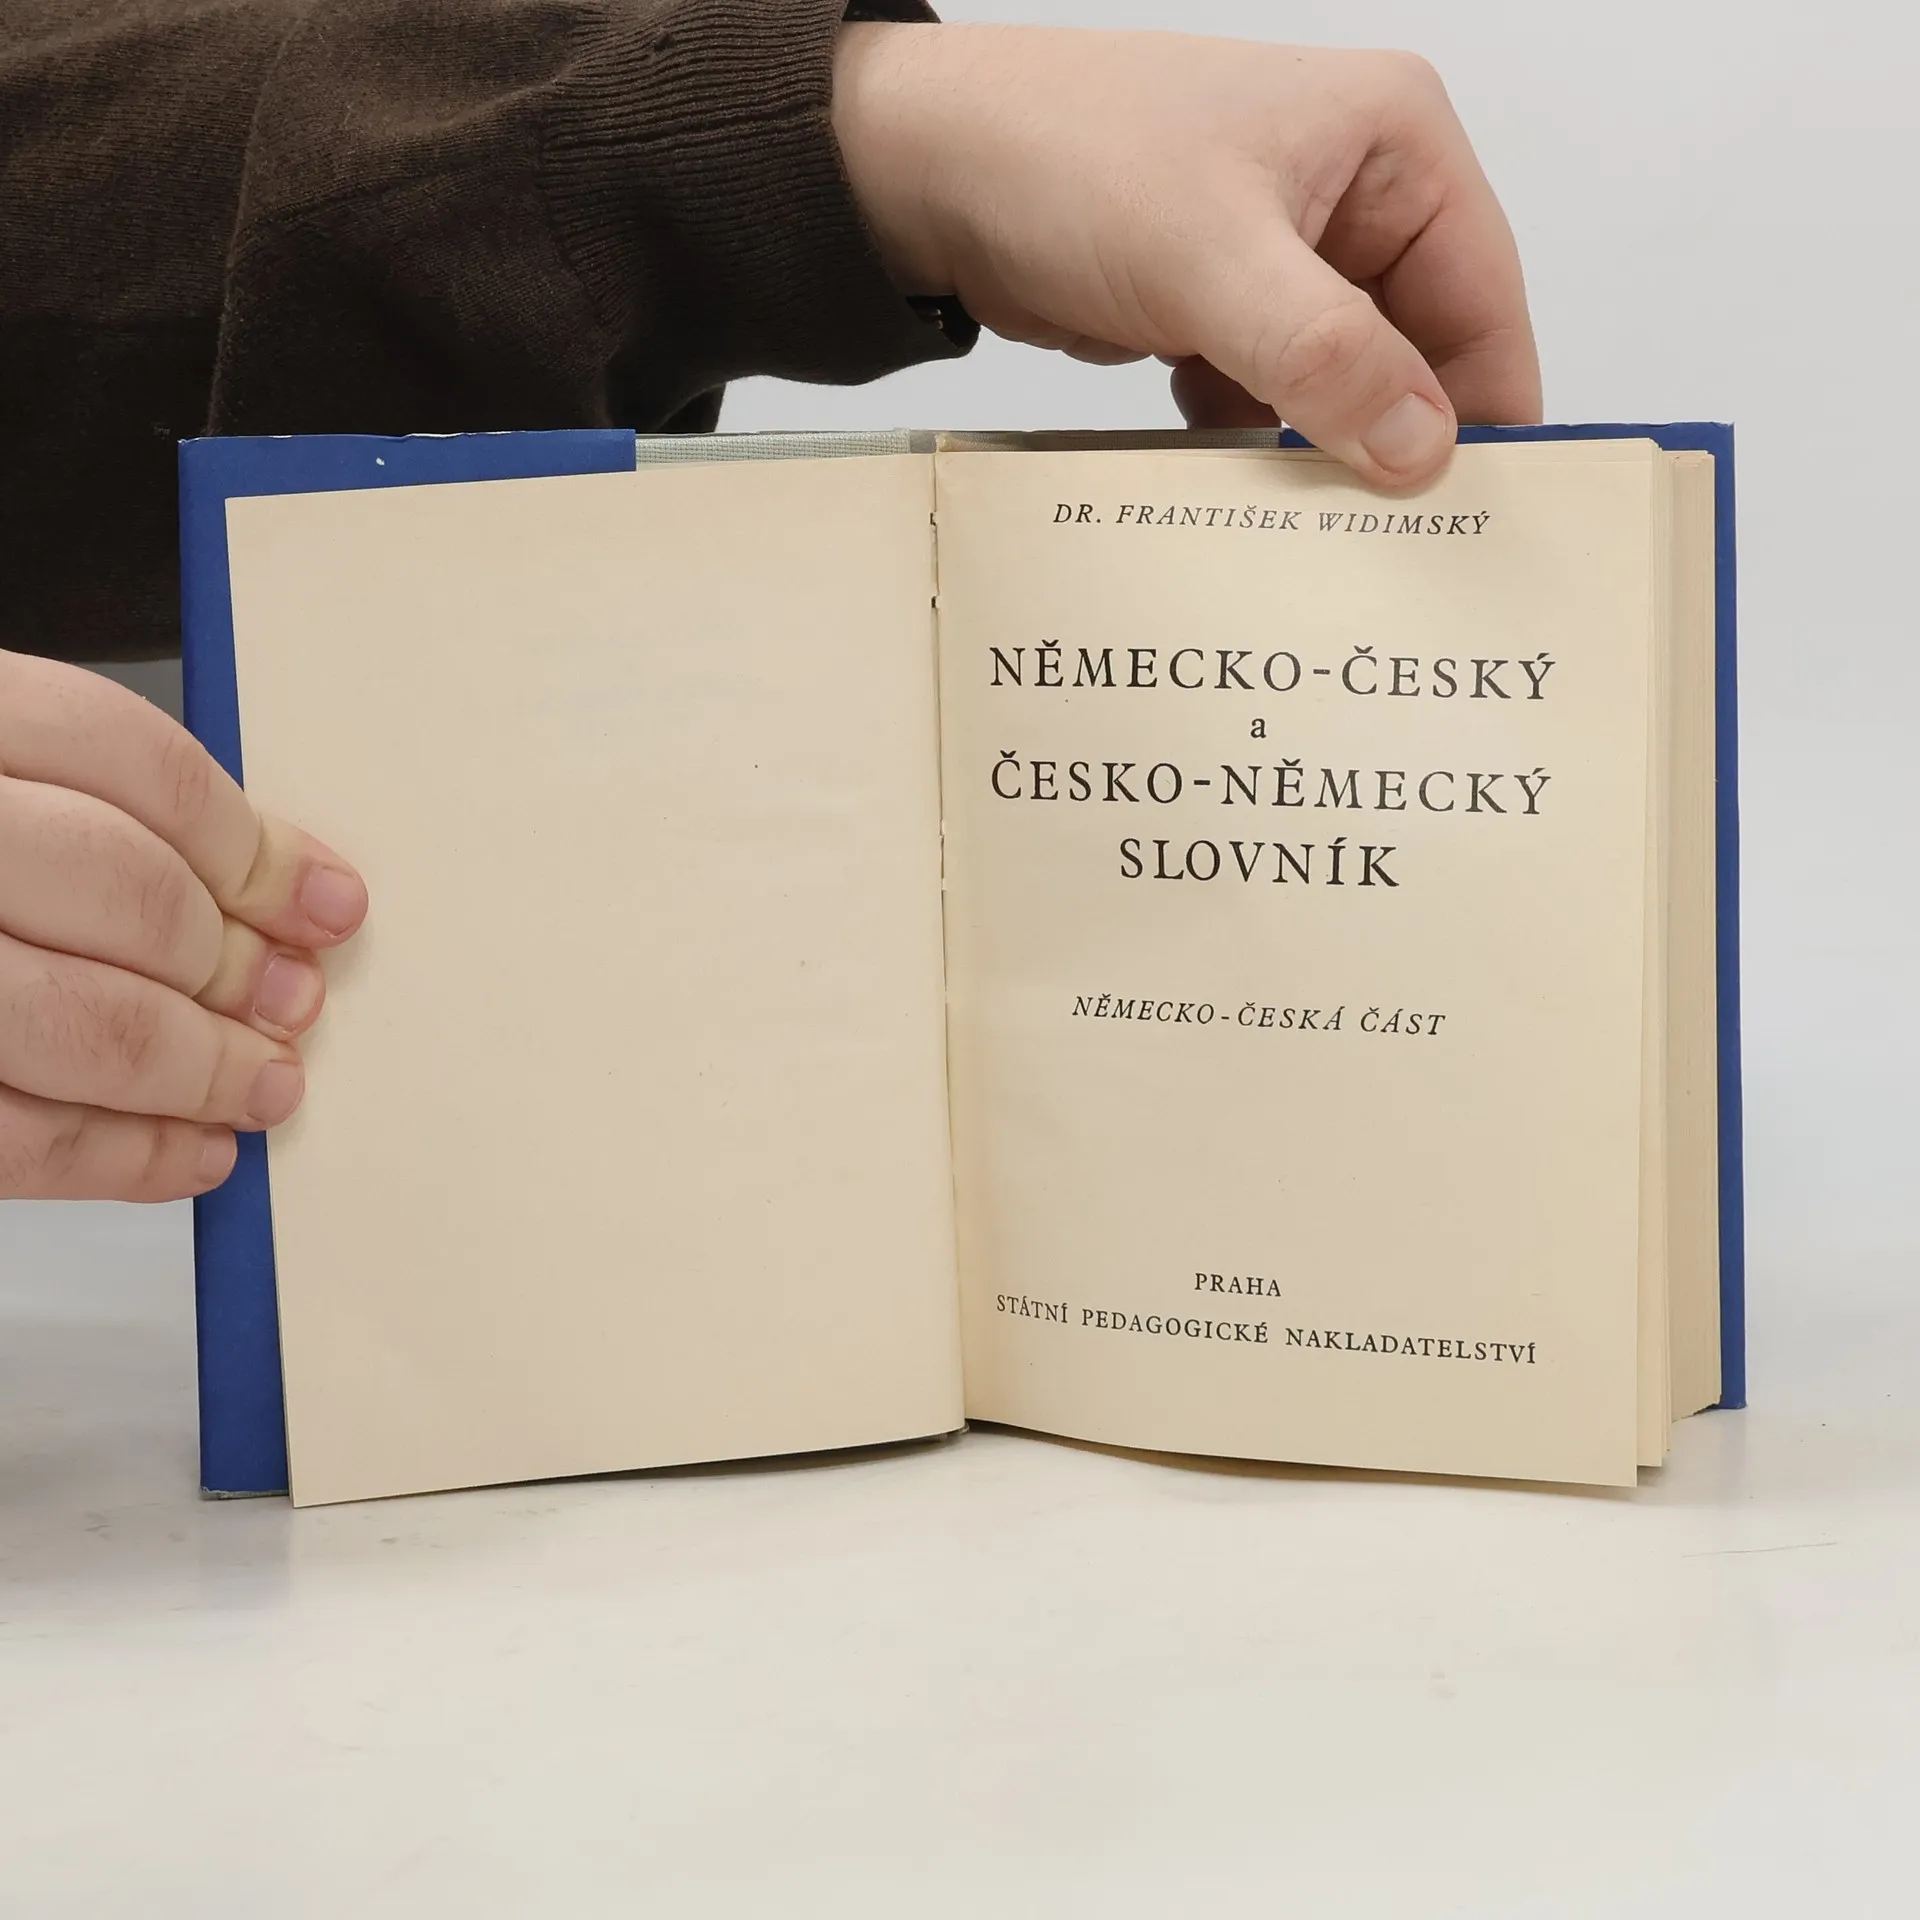 DR. FRANTIŠEK WIDIMSKÝ
NĚMECKO-ČESKÝ
a
ČESKO-NĚMECKÝ
SLOVNÍK
NĚMECKO-ČESKÁ ČÁST
PRAHA
STÁTNÍ PEDAGOGICKÉ NAKLADATELSTVÍ